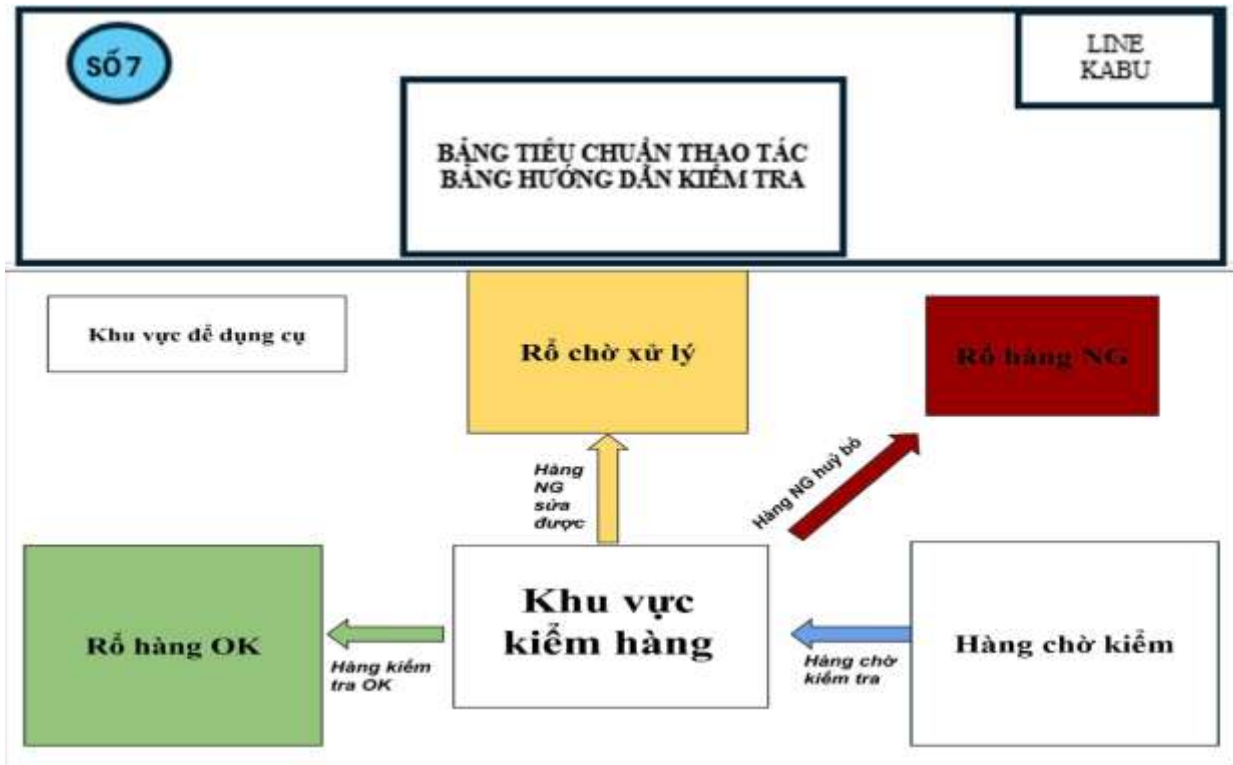 SỐ 7
LINE
KABU
BẢNG TIÊU CHUẨN THAO TÁC
BẢNG HƯỚNG DẪN KIỂM TRA
Khu vực để dụng cụ
Rổ chờ xử lý
Rổ hàng NG
Hàng
NG
sửa
được
Hàng NG huỷ bỏ
Rổ hàng OK
Hàng kiểm
tra OK
Khu vực
kiểm hàng
Hàng chờ
kiểm tra
Hàng chờ kiểm